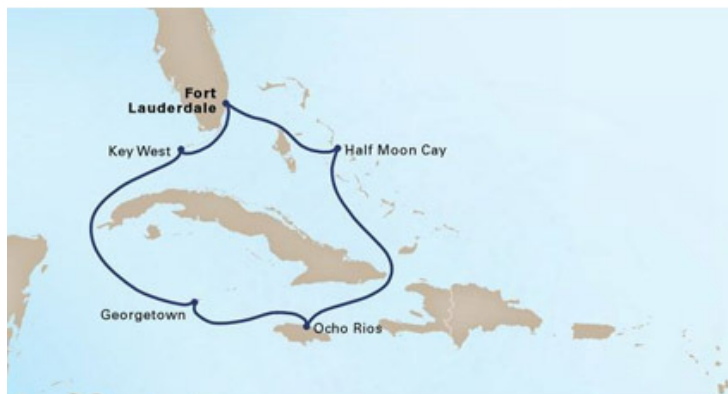 Fort
Lauderdale
Key West
Half Moon Cay
Georgetown
Ocho Rios